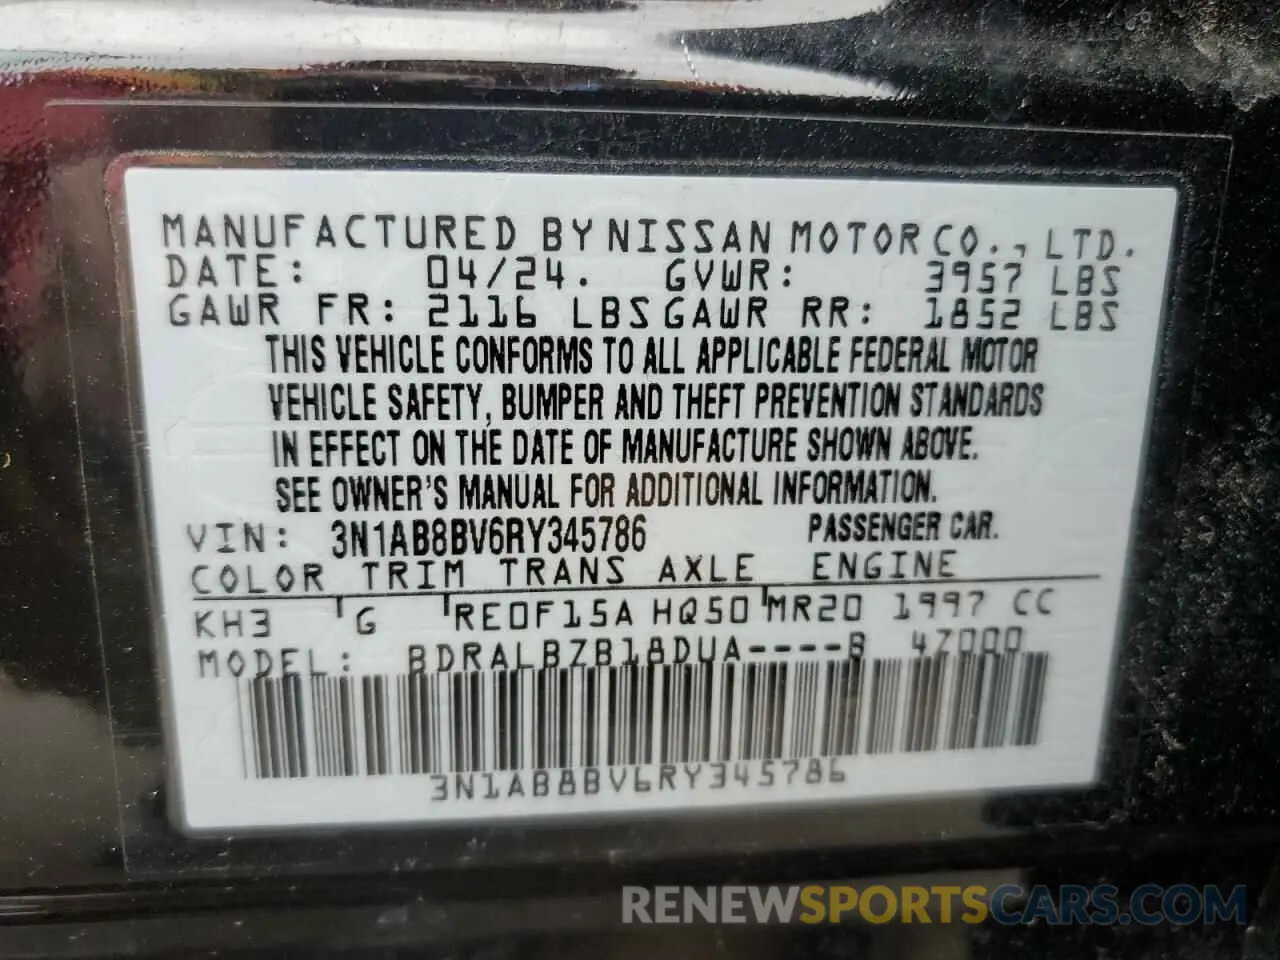 MANUFACTURED BY NISSAN MOTOR CO., LTD.
DATE: 04/24. GVWR: 3957 LBS
GAWR FR: 2116 LBS GAWR RR: 1852 LBS
THIS VEHICLE CONFORMS TO ALL APPLICABLE FEDERAL MOTOR
VEHICLE SAFETY, BUMPER AND THEFT PREVENTION STANDARDS
IN EFFECT ON THE DATE OF MANUFACTURE SHOWN ABOVE.
SEE OWNER'S MANUAL FOR ADDITIONAL INFORMATION.
VIN: 3N1AB8BV6RY345786 PASSENGER CAR.
COLOR TRIM TRANS AXLE ENGINE
KH3 G RE0F15A HQ50 MR20 1997 CC
MODEL: BDRALBZB18DUA----B 4Z000
3N1AB8BV6RY345786
RENEWSPORTSCARS.COM